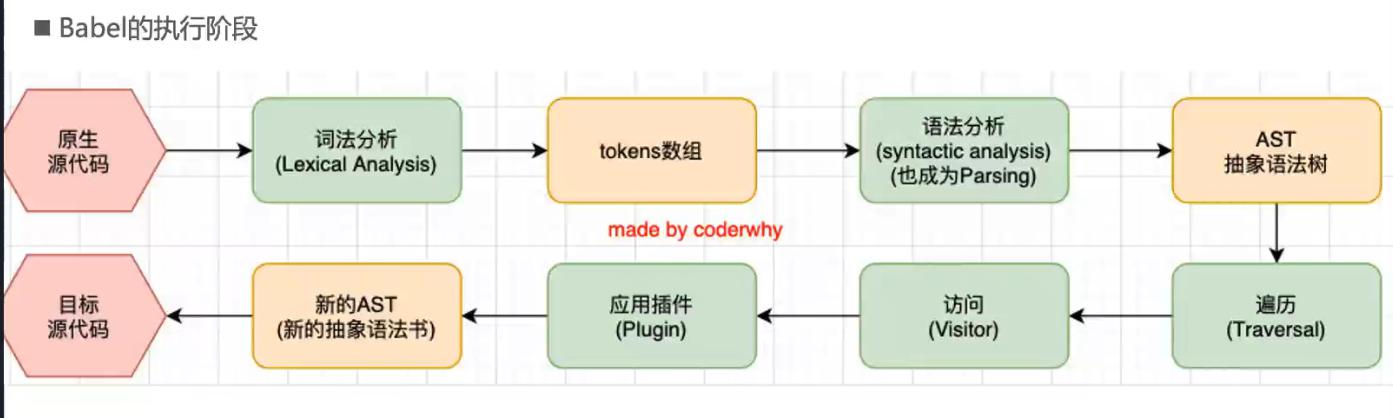 ■ Babel的执行阶段
原生
源代码
词法分析
(Lexical Analysis)
tokens数组
语法分析
(syntactic analysis)
(也成为Parsing)
AST
抽象语法树
made by coderwhy
目标
源代码
新的AST
(新的抽象语法书)
应用插件
(Plugin)
访问
(Visitor)
遍历
(Traversal)